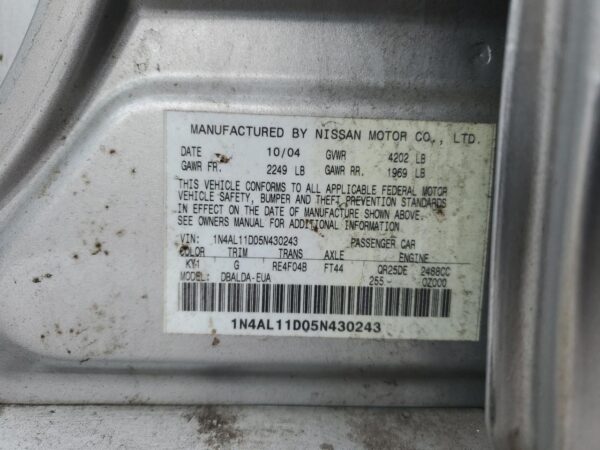 MANUFACTURED BY NISSAN MOTOR CO., LTD.
DATE 10/04 GVWR 4202 LB
GAWR FR. 2249 LB GAWR RR. 1969 LB
THIS VEHICLE CONFORMS TO ALL APPLICABLE FEDERAL MOTOR
VEHICLE SAFETY, BUMPER AND THEFT PREVENTION STANDARDS
IN EFFECT ON THE DATE OF MANUFACTURE SHOWN ABOVE.
SEE OWNERS MANUAL FOR ADDITIONAL INFORMATION
VIN: 1N4AL11D05N430243 PASSENGER CAR
COLOR TRIM TRANS AXLE ENGINE
KY1 G RE4F04B FT44 QR25DE 2488CC
MODEL: DBALDA-EUA 255- 0Z000
1N4AL11D05N430243